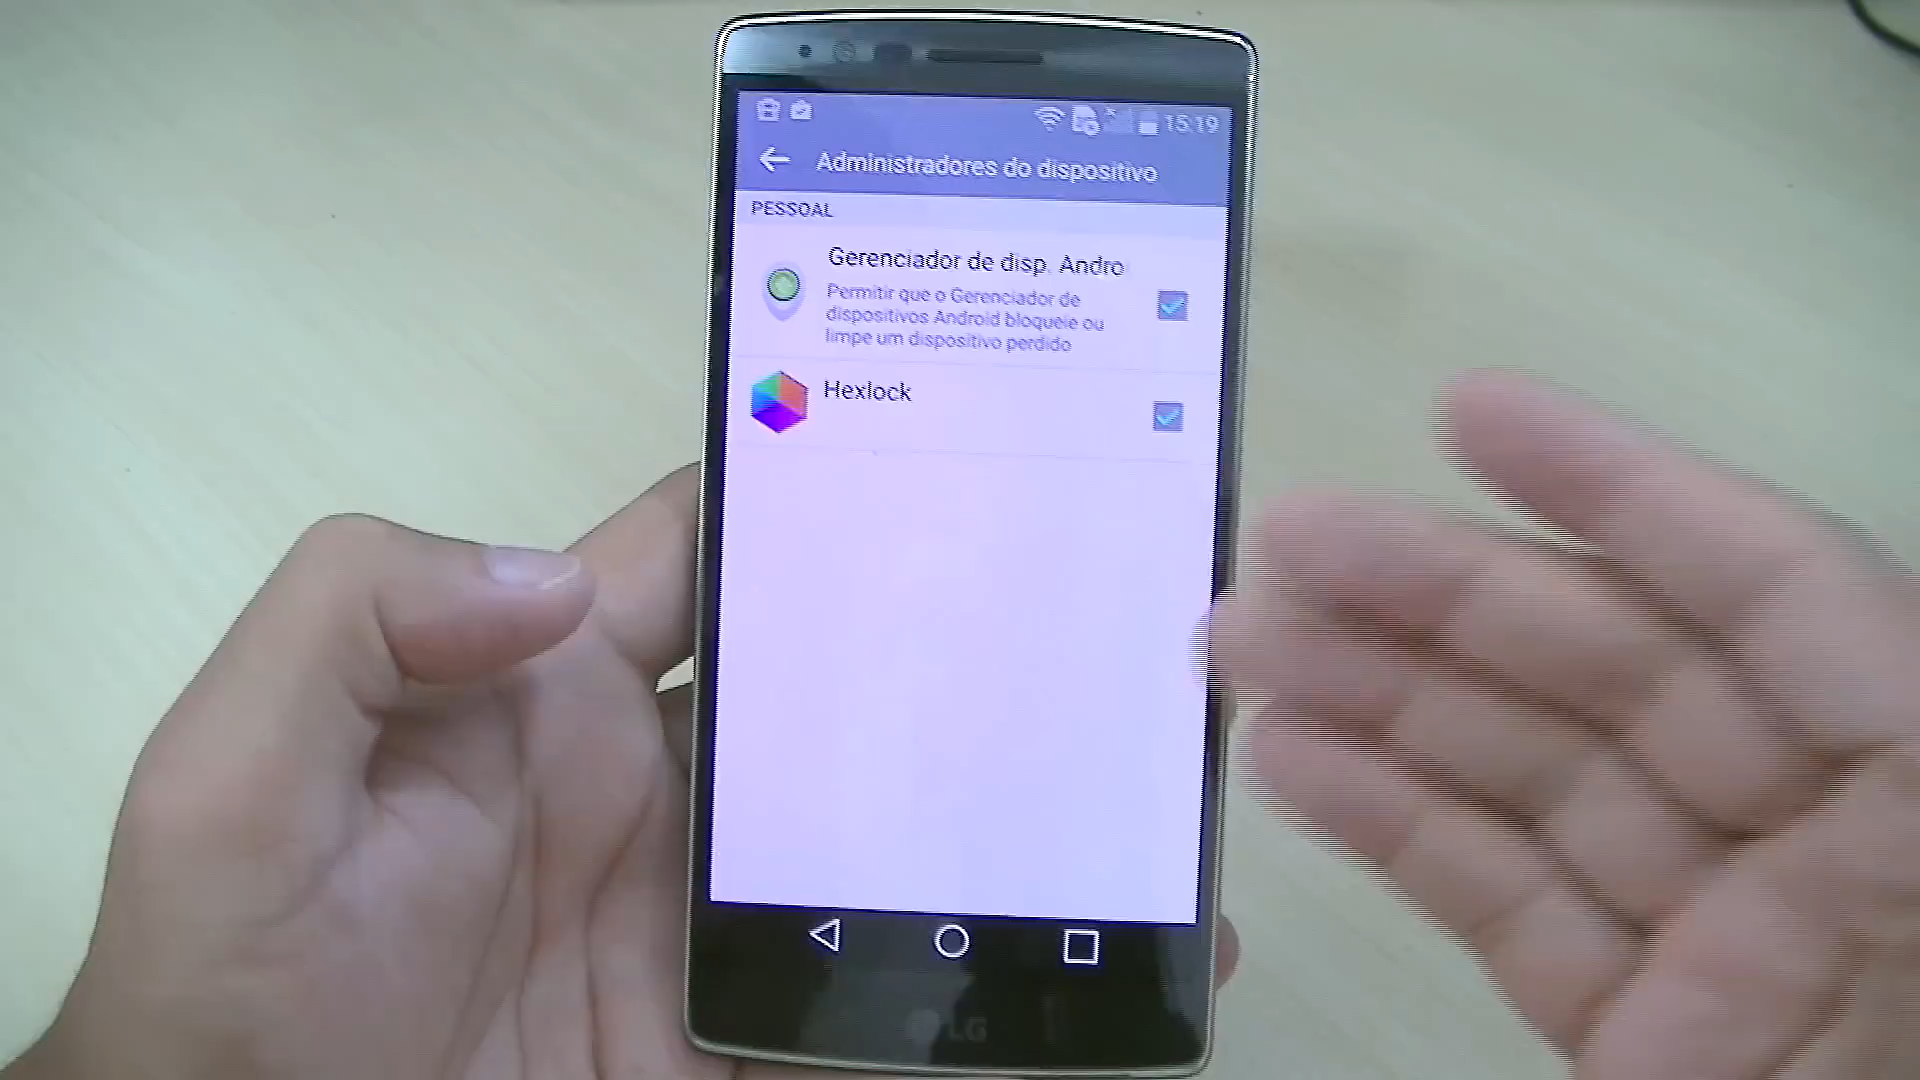 15:19
Administradores do dispositivo
PESSOAL
Gerenciador de disp. Andro
Permitir que o Gerenciador de
dispositivos Android bloqueie ou
limpe um dispositivo perdido
Hexlock
LG